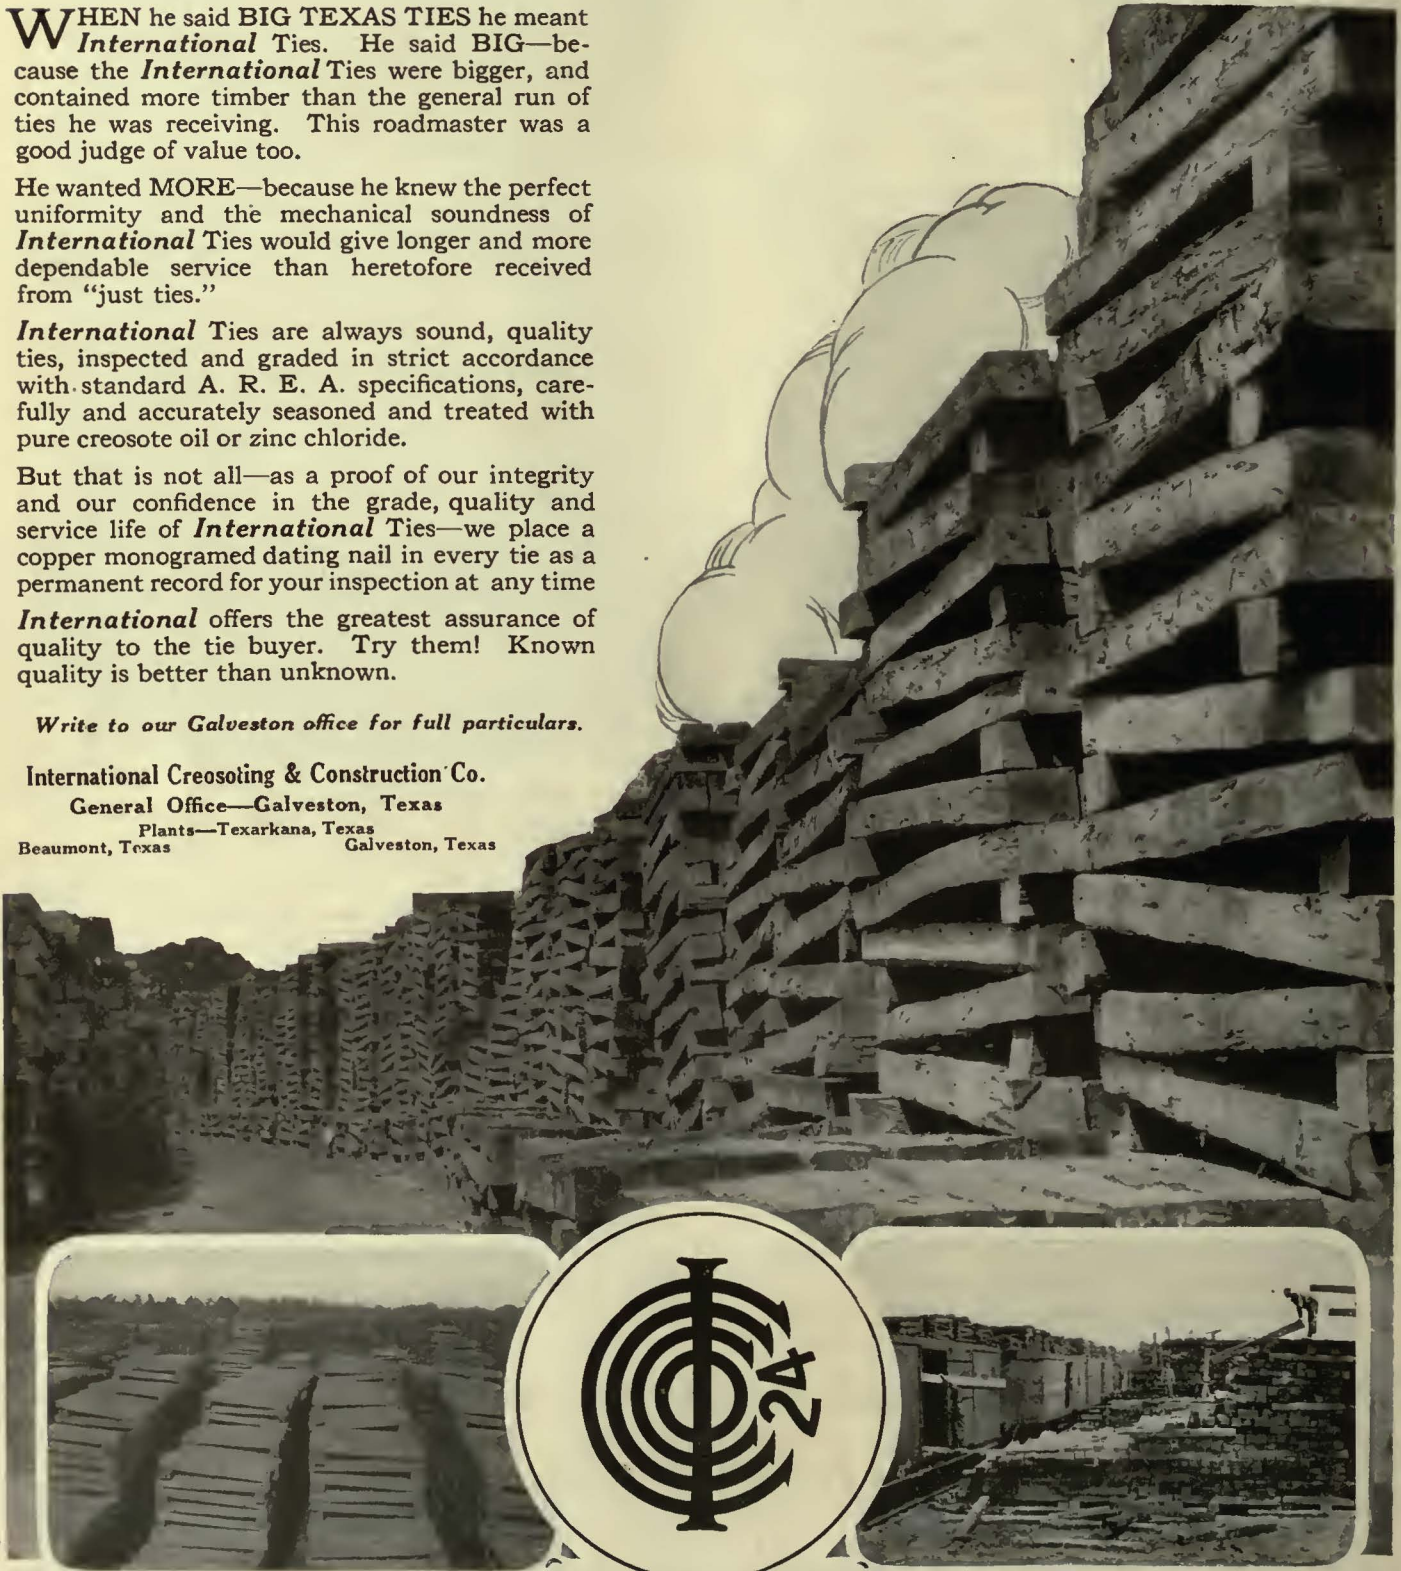 WHEN he said BIG TEXAS TIES he meant
International Ties. He said BIG—be-
cause the International Ties were bigger, and
contained more timber than the general run of
ties he was receiving. This roadmaster was a
good judge of value too.
He wanted MORE—because he knew the perfect
uniformity and the mechanical soundness of
International Ties would give longer and more
dependable service than heretofore received
from “just ties.”
International Ties are always sound, quality
ties, inspected and graded in strict accordance
with standard A. R. E. A. specifications, care-
fully and accurately seasoned and treated with
pure creosote oil or zinc chloride.
But that is not all—as a proof of our integrity
and our confidence in the grade, quality and
service life of International Ties—we place a
copper monogramed dating nail in every tie as a
permanent record for your inspection at any time
International offers the greatest assurance of
quality to the tie buyer. Try them! Known
quality is better than unknown.
Write to our Galveston office for full particulars.
International Creosoting & Construction Co.
General Office—Galveston, Texas
Plants—Texarkana, Texas
Beaumont, Texas Galveston, Texas
24